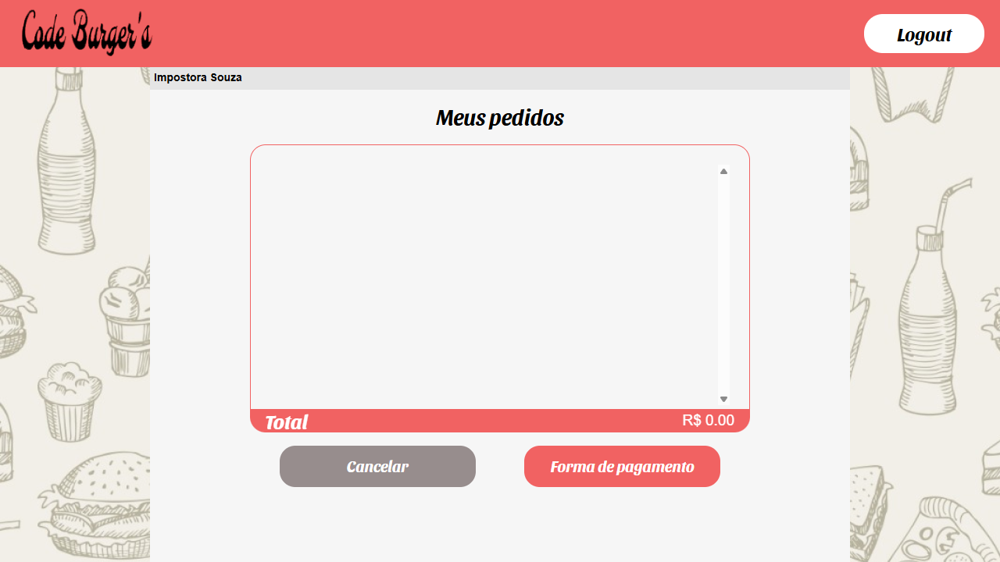 Code Burger's
Logout
Impostora Souza
Meus pedidos
Total
R$ 0.00
Cancelar
Forma de pagamento